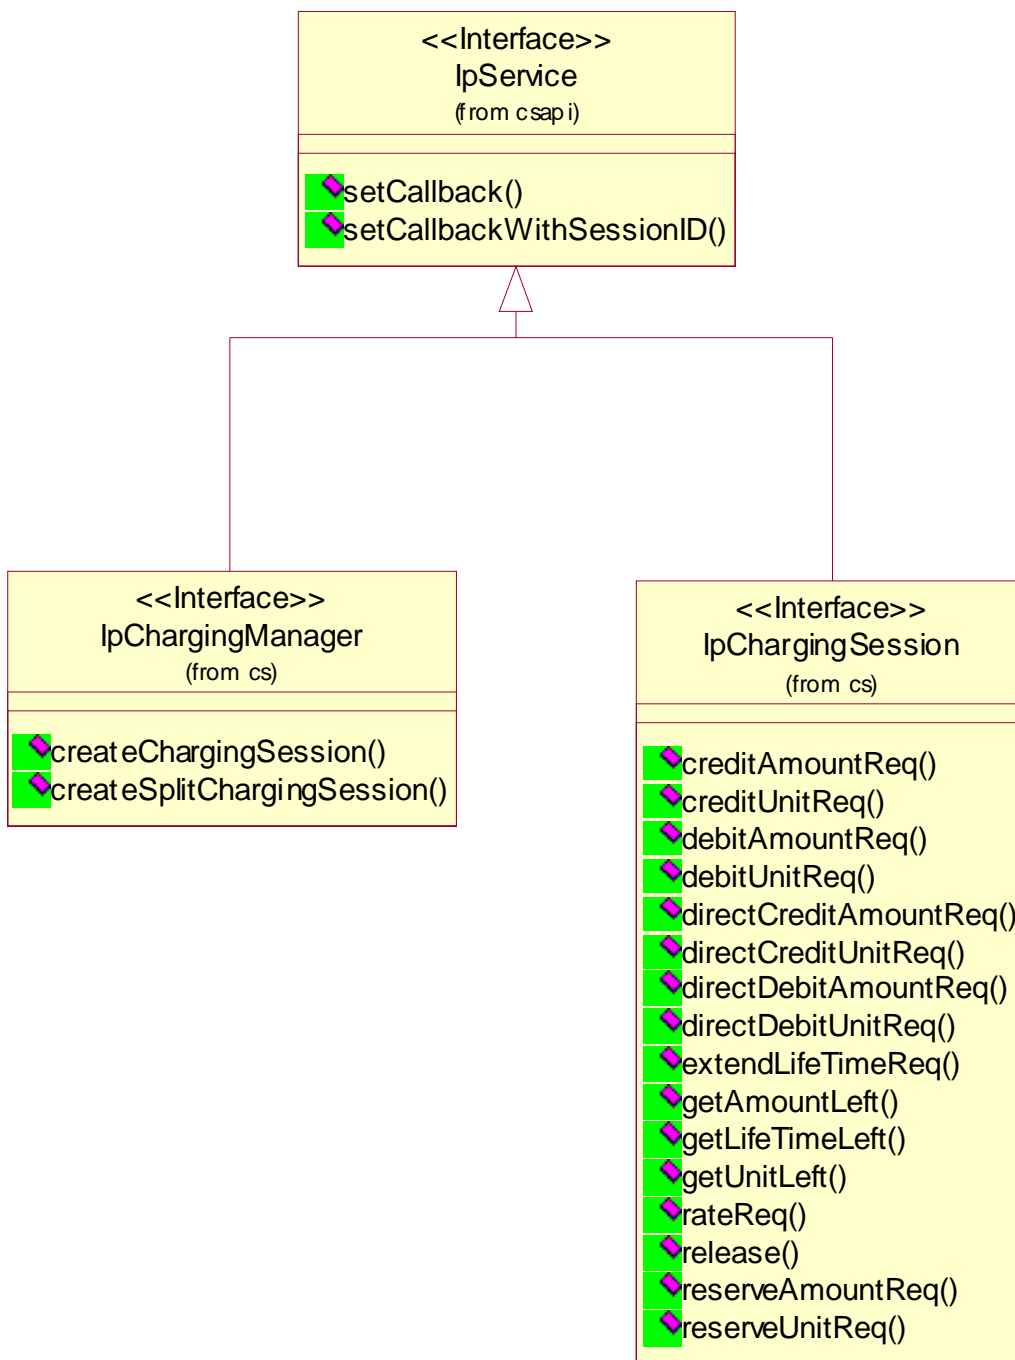 <<Interface>>
IpService
(from csapi)
setCallback()
setCallbackWithSessionID()
<<Interface>>
IpChargingManager
(from cs)
createChargingSession()
createSplitChargingSession()
<<Interface>>
IpChargingSession
(from cs)
creditAmountReq()
creditUnitReq()
debitAmountReq()
debitUnitReq()
directCreditAmountReq()
directCreditUnitReq()
directDebitAmountReq()
directDebitUnitReq()
extendLifeTimeReq()
getAmountLeft()
getLifeTimeLeft()
getUnitLeft()
rateReq()
release()
reserveAmountReq()
reserveUnitReq()